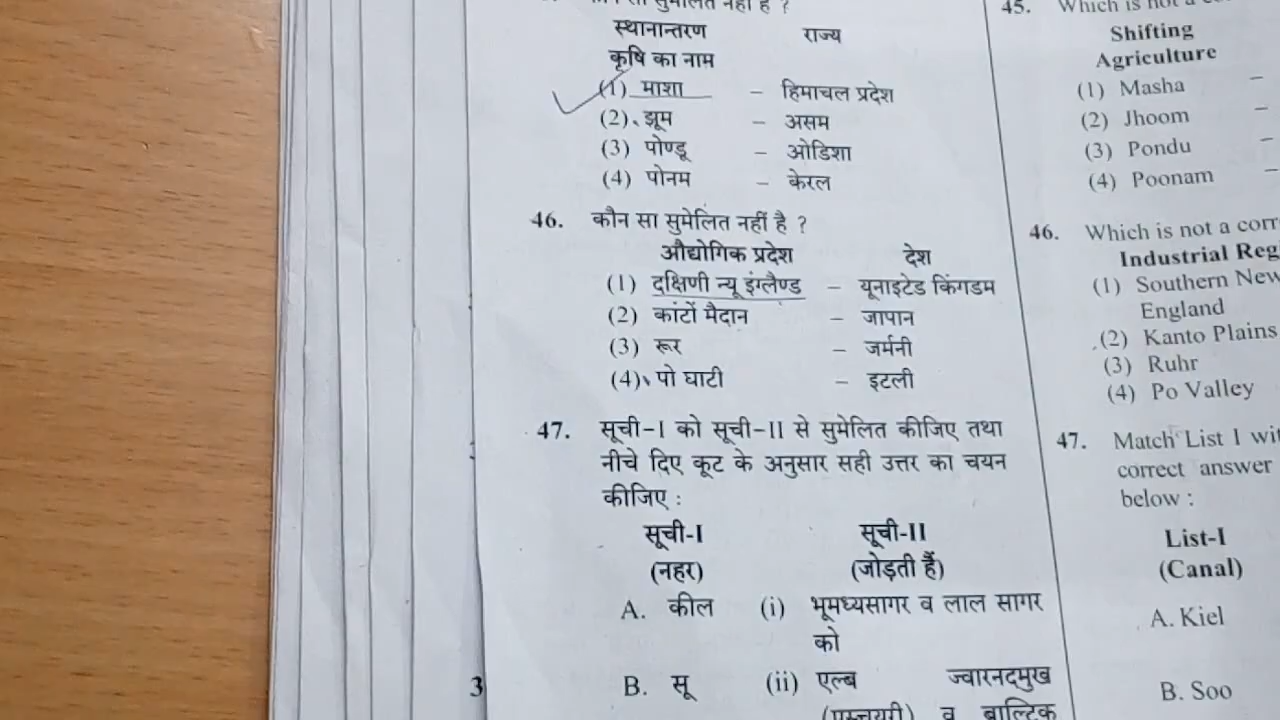 स्थानान्तरण राज्य
कृषि का नाम
(1) माशा – हिमाचल प्रदेश
(2) झूम – असम
(3) पोण्डू – ओडिशा
(4) पोनम – केरल
46. कौन सा सुमेलित नहीं है ?
औद्योगिक प्रदेश देश
(1) दक्षिणी न्यू इंग्लैण्ड – यूनाइटेड किंगडम
(2) कांटों मैदान – जापान
(3) रूर – जर्मनी
(4) पो घाटी – इटली
47. सूची-I को सूची-II से सुमेलित कीजिए तथा
नीचे दिए कूट के अनुसार सही उत्तर का चयन
कीजिए :
सूची-I सूची-II
(नहर) (जोड़ती हैं)
A. कील (i) भूमध्यसागर व लाल सागर
को
B. सू (ii) एल्ब ज्वारनदमुख
व बाल्टिक
3
45. Which is not a
Shifting
Agriculture
(1) Masha –
(2) Jhoom –
(3) Pondu –
(4) Poonam –
46. Which is not a
Industrial
(1) Southern New
England
(2) Kanto Plains
(3) Ruhr
(4) Po Valley
47. Match List I
correct answer
below :
List-I
(Canal)
A. Kiel
B. Soo